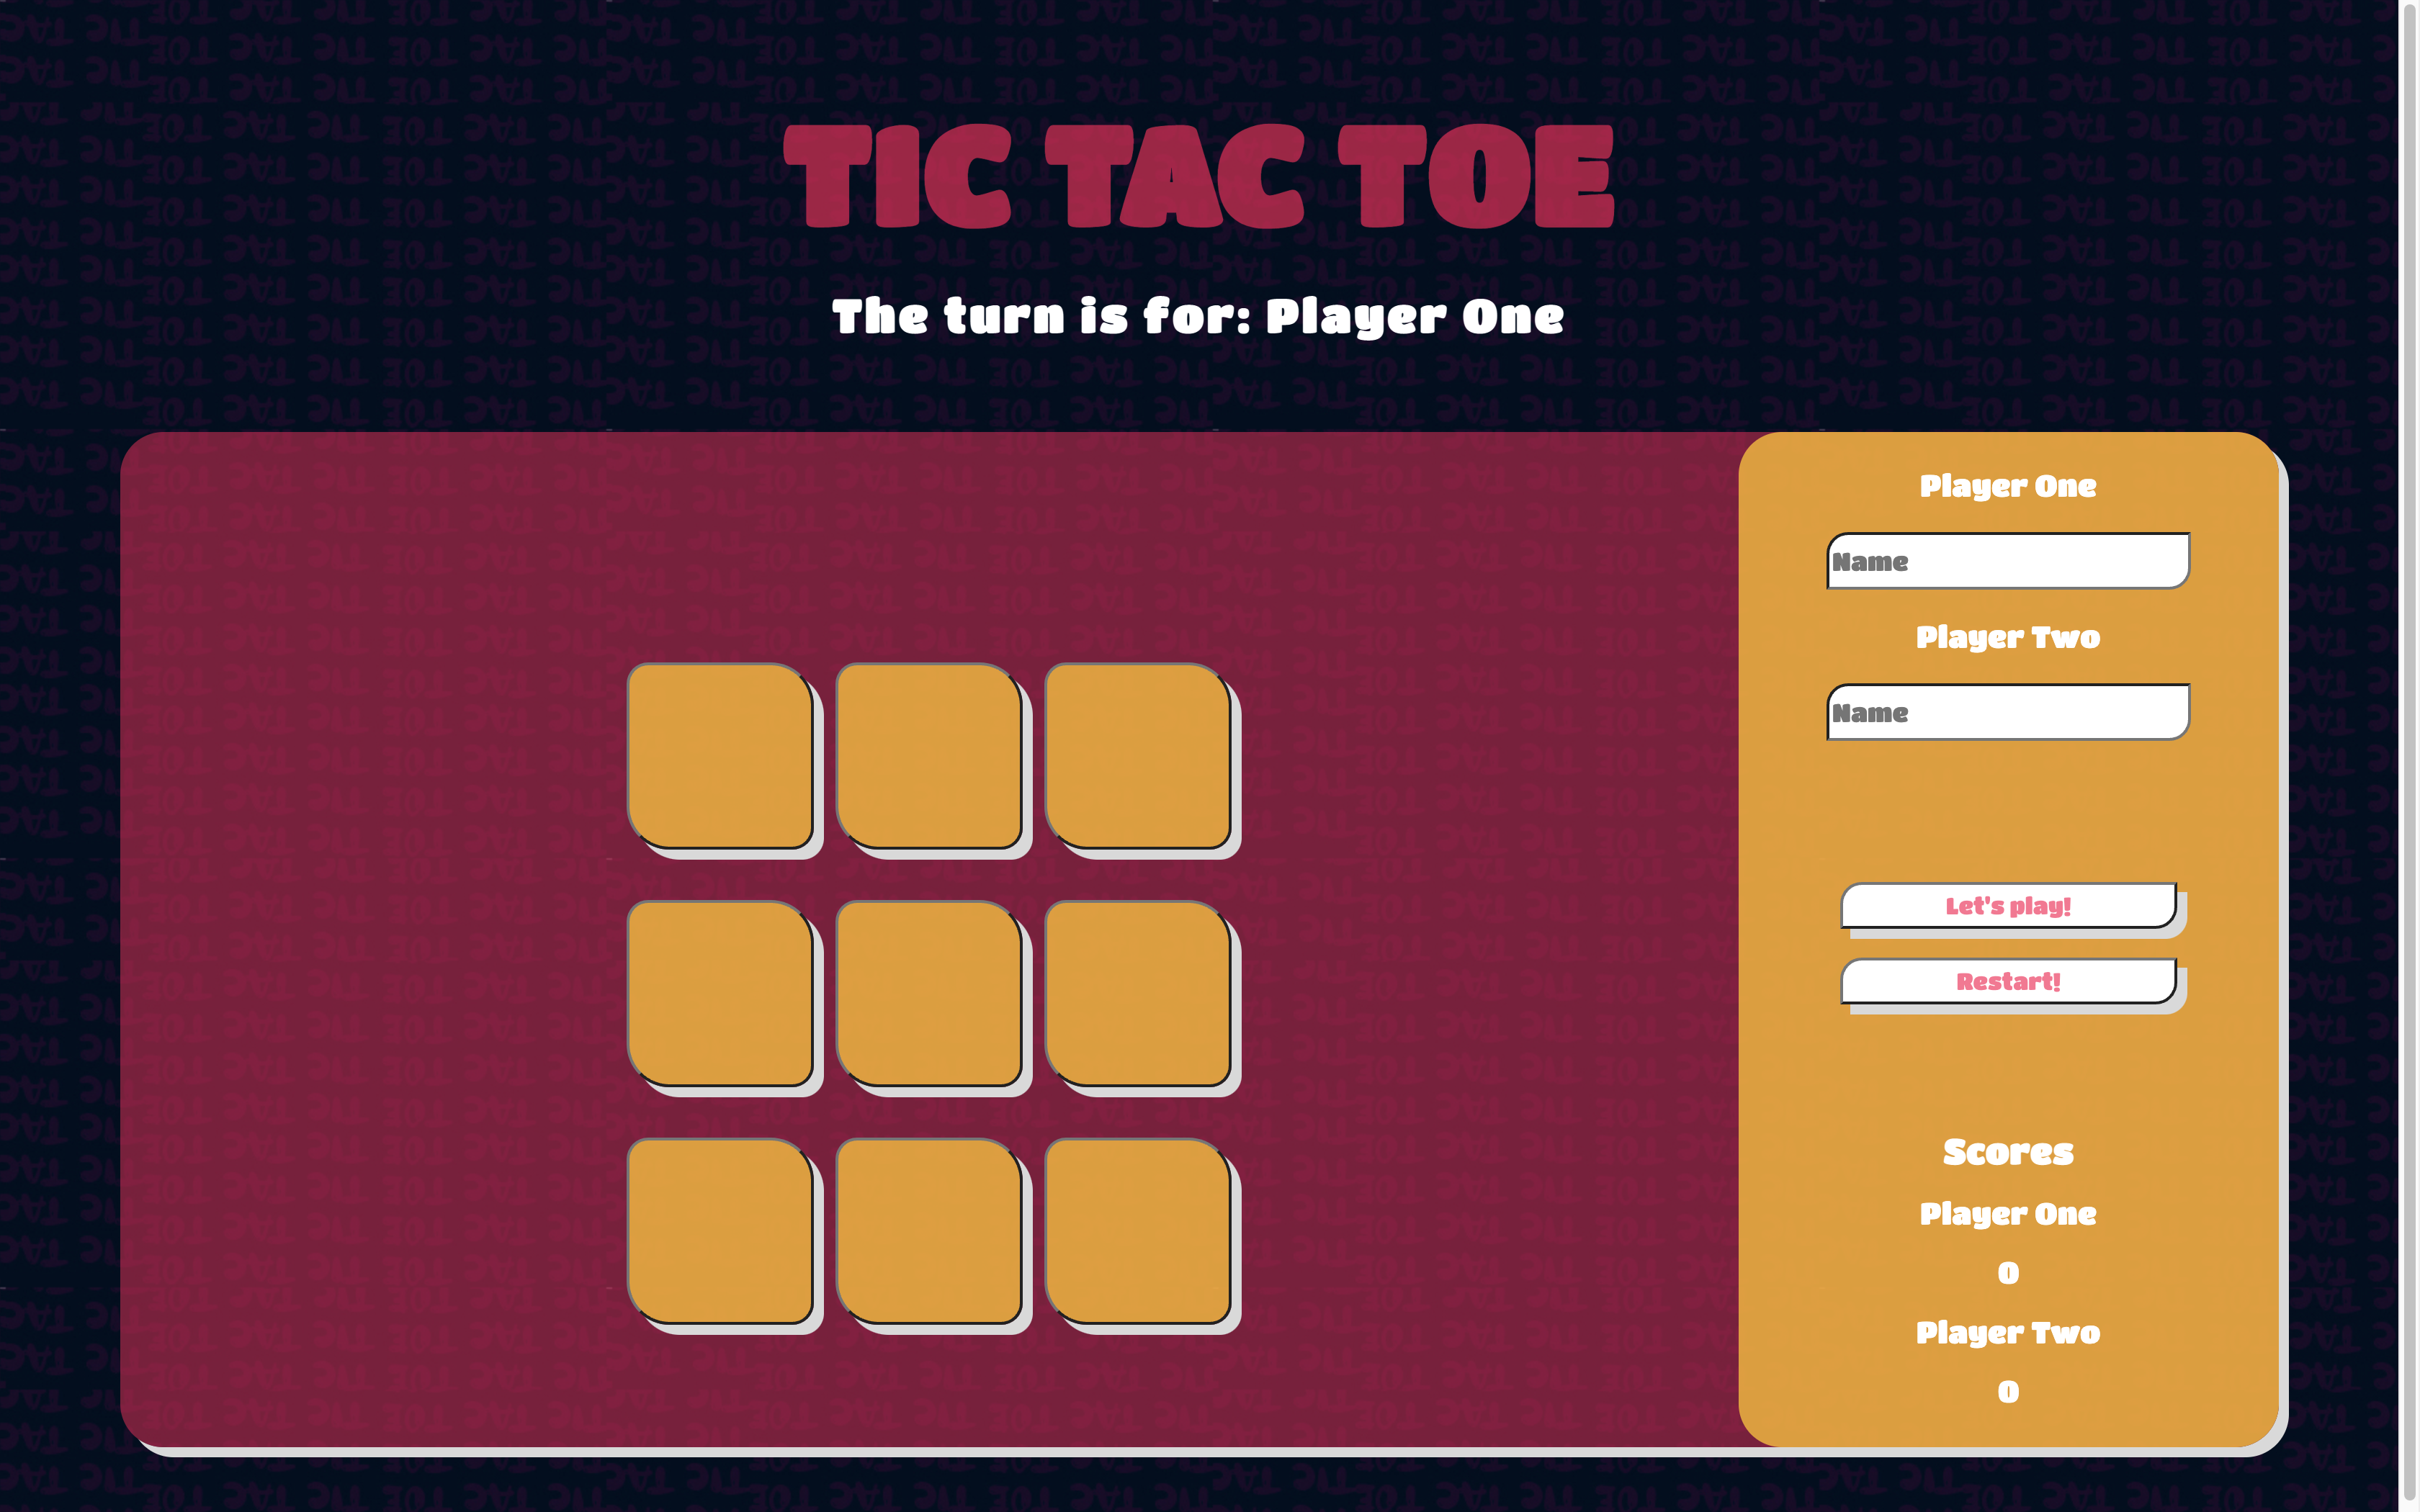 TIC TAC TOE
The turn is for: Player One
Player One
Name
Player Two
Name
Let's play!
Restart!
Scores
Player One
0
Player Two
0